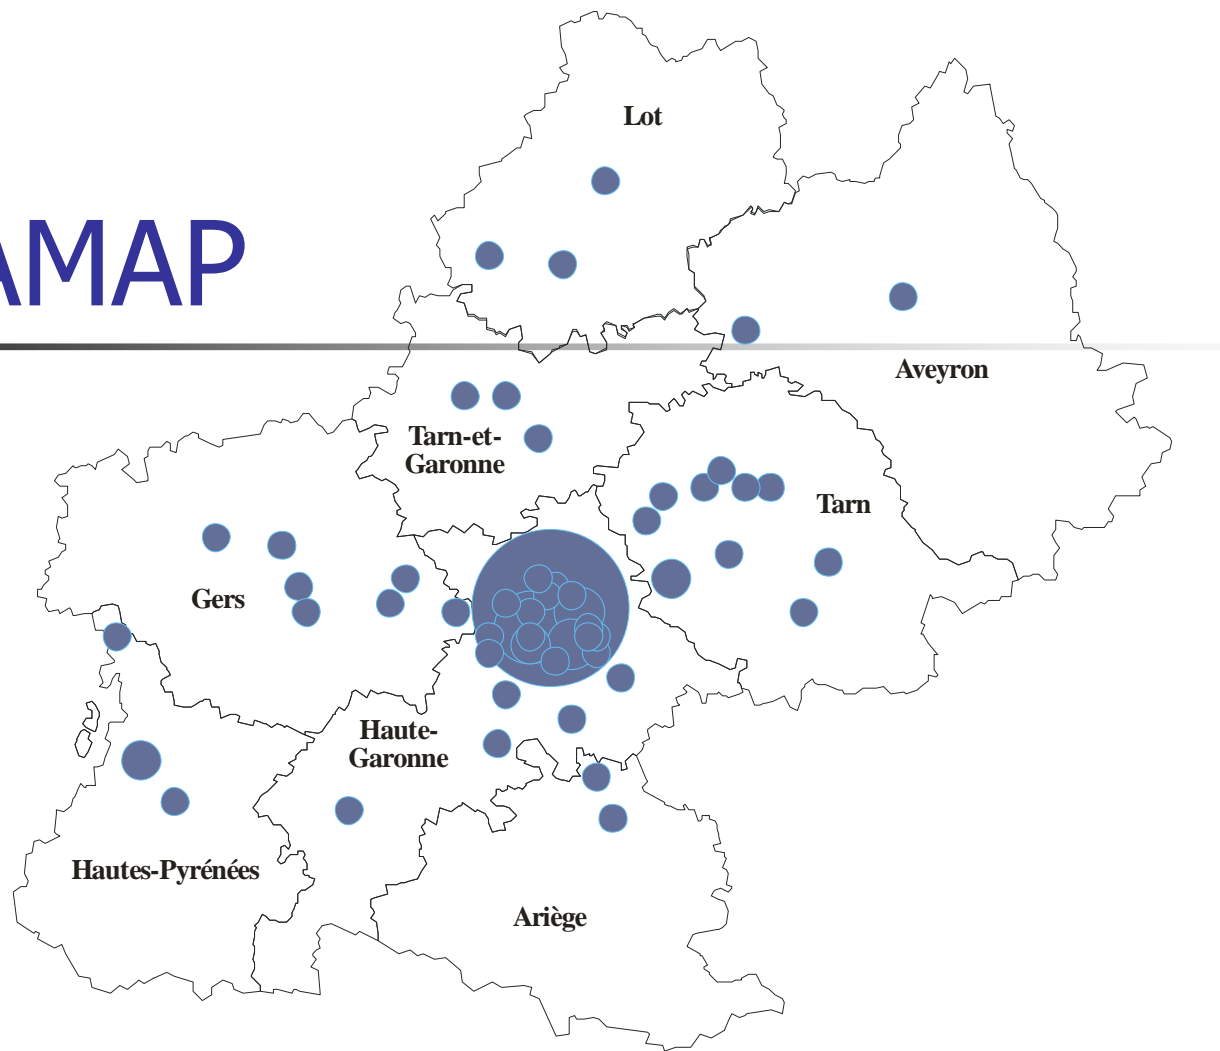 Lot
AMAP
Aveyron
Tarn-et-
Garonne
Tarn
Gers
Haute-
Garonne
Hautes-Pyrénées
Ariège